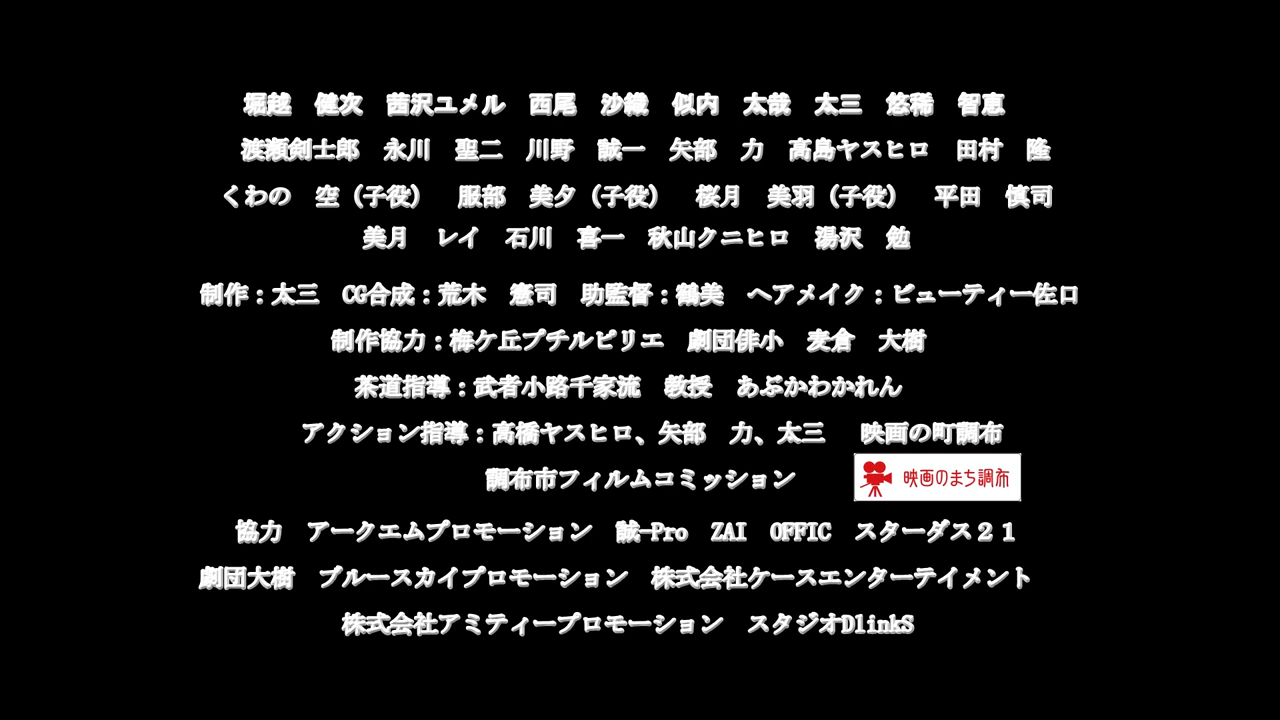 堀越　健次　茜沢ユメル　西尾　沙織　似内　太哉　太三　悠稀　智恵
渡瀬剣士郎　永川　聖二　川野　誠一　矢部　力　高島ヤスヒロ　田村　隆
くわの　空（子役）　服部　美夕（子役）　桜月　美羽（子役）　平田　慎司
美月　レイ　石川　喜一　秋山クニヒロ　湯沢　勉
制作：太三　CG合成：荒木　憲司　助監督：鶴美　ヘアメイク：ビューティー佐口
制作協力：梅ケ丘プチルピリエ　劇団俳小　麦倉　大樹
茶道指導：武者小路千家流　教授　あぶかわかれん
アクション指導：高橋ヤスヒロ、矢部　力、太三　映画の町調布
調布市フィルムコミッション　映画のまち調布
協力　アークエムプロモーション　誠-Pro　ZAI　OFFIC　スターダス２１
劇団大樹　ブルースカイプロモーション　株式会社ケースエンターテイメント
株式会社アミティープロモーション　スタジオDlinkS